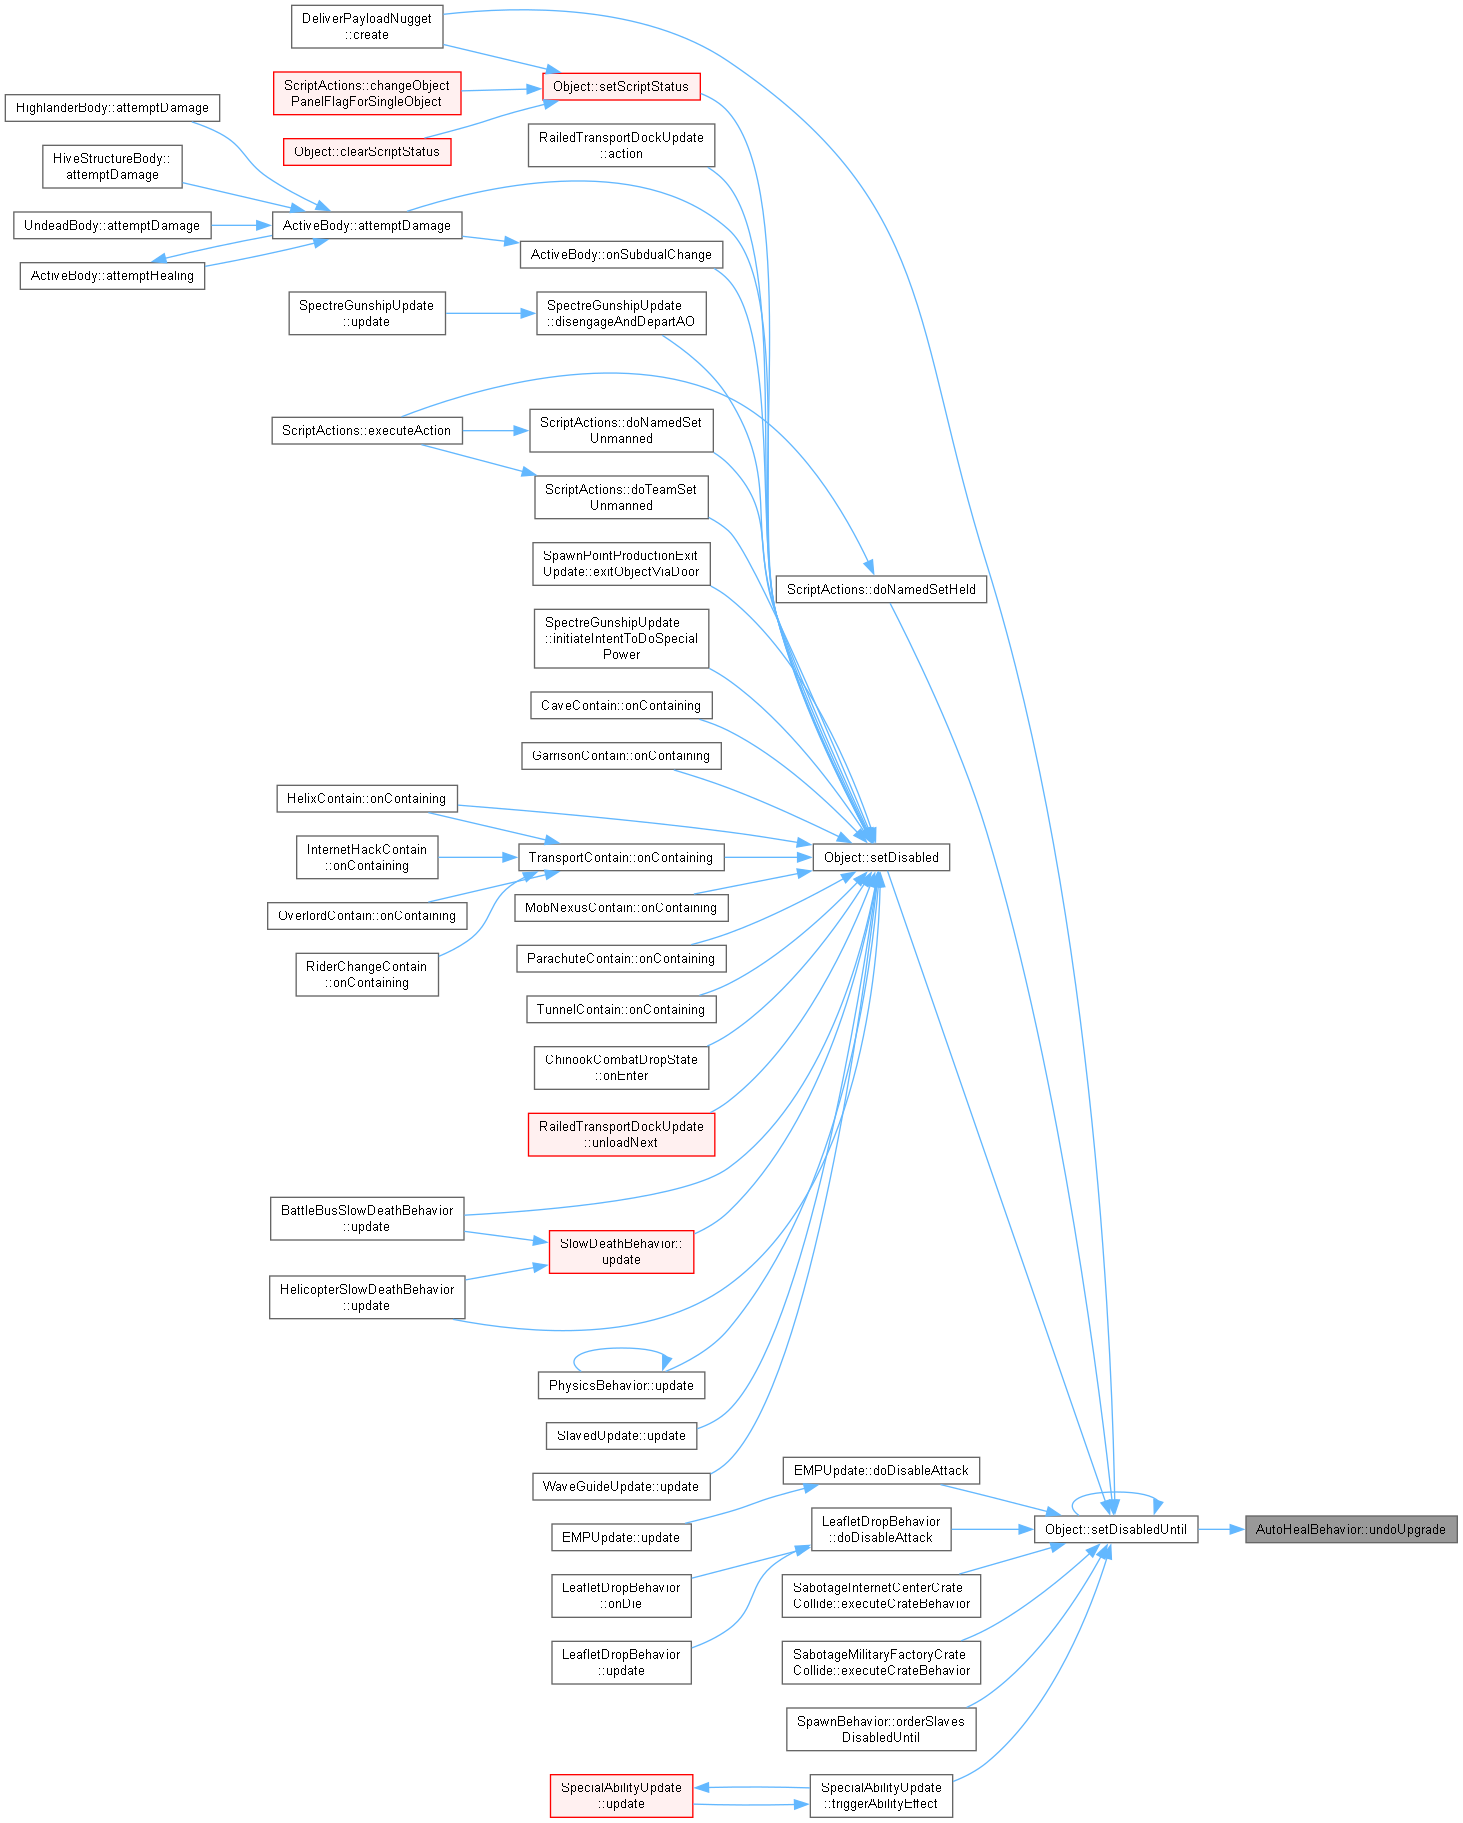 DeliverPayloadNugget
::create
ScriptActions::changeObject
PanelFlagForSingleObject
Object::setScriptStatus
HighlanderBody::attemptDamage
RailedTransportDockUpdate
::action
Object::clearScriptStatus
HiveStructureBody::
attemptDamage
UndeadBody::attemptDamage
ActiveBody::attemptDamage
ActiveBody::onSubdualChange
ActiveBody::attemptHealing
SpectreGunshipUpdate
::update
SpectreGunshipUpdate
::disengageAndDepartAO
ScriptActions::executeAction
ScriptActions::doNamedSet
Unmanned
ScriptActions::doTeamSet
Unmanned
SpawnPointProductionExit
Update::exitObjectViaDoor
ScriptActions::doNamedSetHeld
SpectreGunshipUpdate
::initiateIntentToDoSpecial
Power
CaveContain::onContaining
GarrisonContain::onContaining
HelixContain::onContaining
InternetHackContain
::onContaining
TransportContain::onContaining
Object::setDisabled
OverlordContain::onContaining
MobNexusContain::onContaining
RiderChangeContain
::onContaining
ParachuteContain::onContaining
TunnelContain::onContaining
ChinookCombatDropState
::onEnter
RailedTransportDockUpdate
::unloadNext
BattleBusSlowDeathBehavior
::update
SlowDeathBehavior::
update
HelicopterSlowDeathBehavior
::update
PhysicsBehavior::update
SlavedUpdate::update
WaveGuideUpdate::update
EMPUpdate::doDisableAttack
EMPUpdate::update
LeafletDropBehavior
::doDisableAttack
Object::setDisabledUntil
AutoHealBehavior::undoUpgrade
LeafletDropBehavior
::onDie
SabotageInternetCenterCrate
Collide::executeCrateBehavior
LeafletDropBehavior
::update
SabotageMilitaryFactoryCrate
Collide::executeCrateBehavior
SpawnBehavior::orderSlaves
DisabledUntil
SpecialAbilityUpdate
::update
SpecialAbilityUpdate
::triggerAbilityEffect